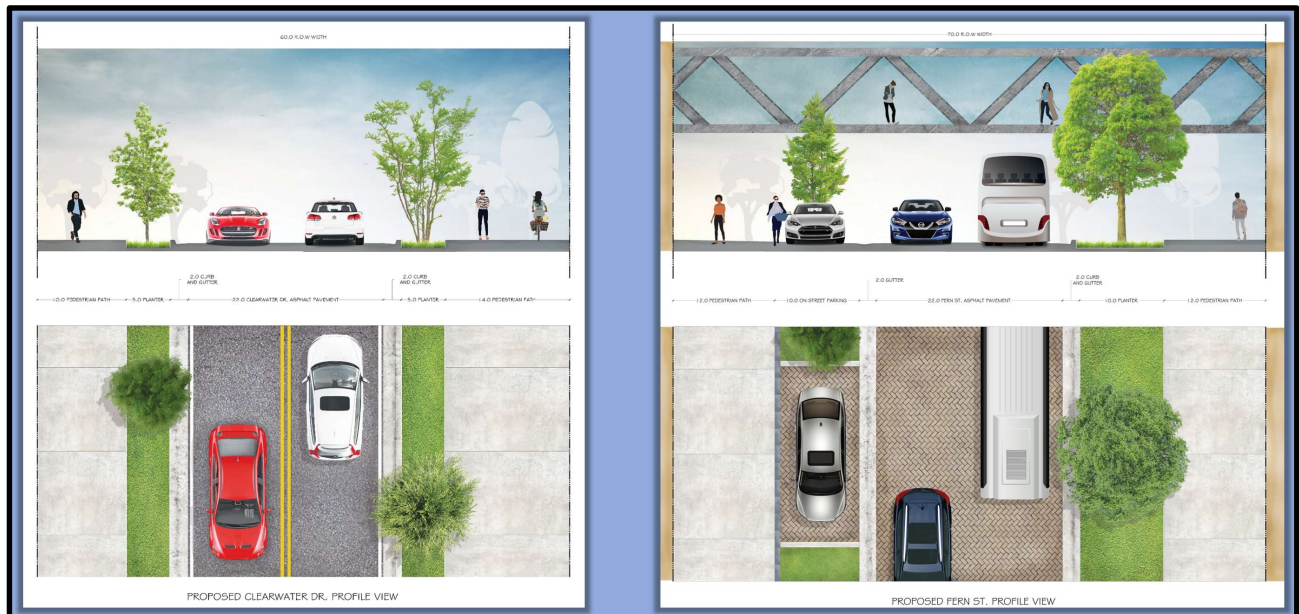 60.0 R.O.W WIDTH
2.0 CURB
AND GUTTER
2.0 CURB
AND GUTTER
10.0 PEDESTRIAN PATH
5.0 PLANTER
22.0 CLEARWATER DR. ASPHALT PAVEMENT
5.0 PLANTER
14.0 PEDESTRIAN PATH
PROPOSED CLEARWATER DR. PROFILE VIEW
70.0 R.O.W WIDTH
2.0 GUTTER
2.0 CURB
AND GUTTER
12.0 PEDESTRIAN PATH
10.0 ON-STREET PARKING
22.0 FERN ST. ASPHALT PAVEMENT
10.0 PLANTER
12.0 PEDESTRIAN PATH
PROPOSED FERN ST. PROFILE VIEW